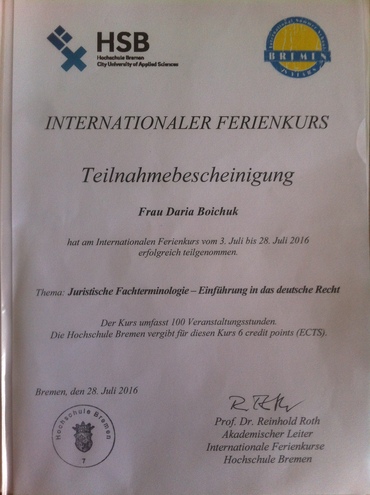 HSB
Hochschule Bremen
City University of Applied Sciences
BREMEN
INTERNATIONALER FERIENKURS
Teilnahmebescheinigung
Frau Daria Boichuk
hat am Internationalen Ferienkurs vom 3. Juli bis 28. Juli 2016
erfolgreich teilgenommen.
Thema: Juristische Fachterminologie – Einführung in das deutsche Recht
Der Kurs umfasst 100 Veranstaltungsstunden.
Die Hochschule Bremen vergibt für diesen Kurs 6 credit points (ECTS).
Bremen, den 28. Juli 2016
Hochschule Bremen
7
Prof. Dr. Reinhold Roth
Akademischer Leiter
Internationale Ferienkurse
Hochschule Bremen